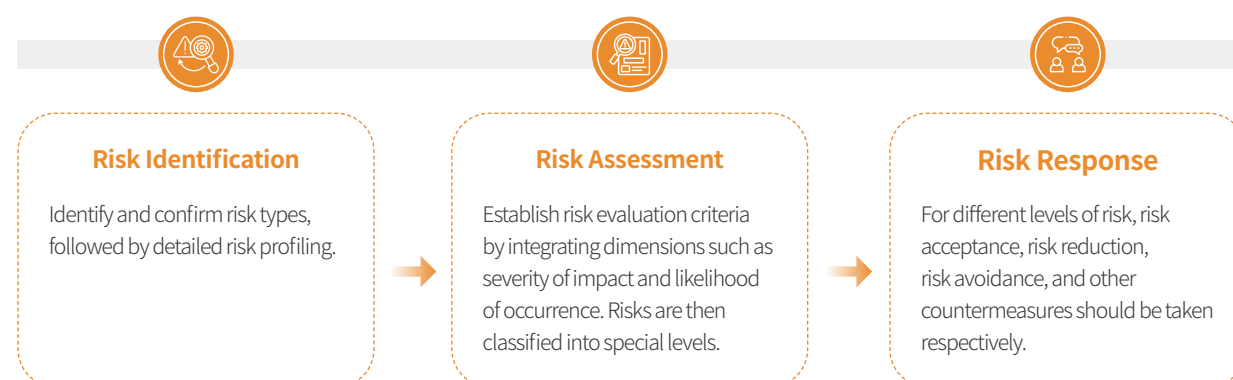 Risk Identification
Identify and confirm risk types,
followed by detailed risk profiling.
Risk Assessment
Establish risk evaluation criteria
by integrating dimensions such as
severity of impact and likelihood
of occurrence. Risks are then
classified into special levels.
Risk Response
For different levels of risk, risk
acceptance, risk reduction,
risk avoidance, and other
countermeasures should be taken
respectively.